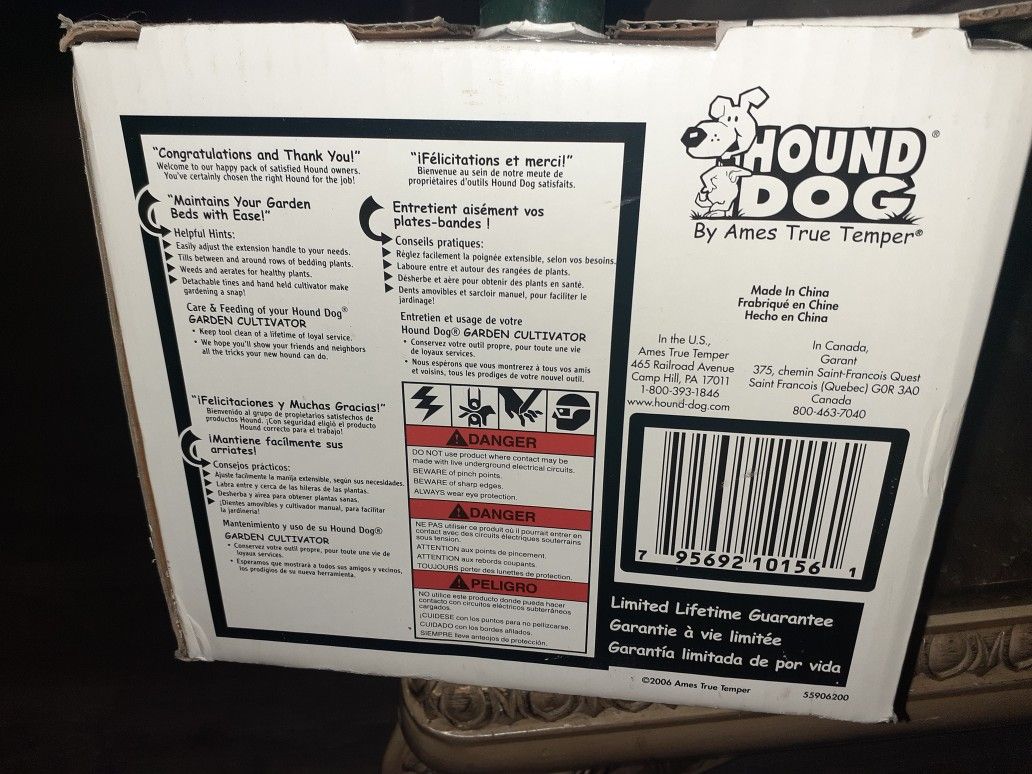 "Congratulations and Thank You!"
Welcome to our happy pack of satisfied Hound owners.
You've certainly chosen the right Hound for the job!
"Maintains Your Garden
Beds with Ease!"
Helpful Hints:
Easily adjust the extension handle to your needs.
Tills between and around rows of bedding plants.
Weeds and aerates for healthy plants.
Detachable tines and hand held cultivator make
gardening a snap!
Care & Feeding of your Hound Dog®
GARDEN CULTIVATOR
• Keep tool clean of a lifetime of loyal service.
• We hope you'll show your friends and neighbors
all the tricks your new hound can do.
"¡Felicitaciones y Muchas Gracias!"
Bienvenido al grupo de propietarios satisfechos de
productos Hound. ¡Con seguridad eligió el producto
Hound correcto para el trabajo!
¡Mantiene facilmente sus
arriates!
Consejos prácticos:
Ajuste facilmente la manija extensible, según sus necesidades.
Labra entre y cerca de las hileras de las plantas.
Desherba y airea para obtener plantas sanas.
¡Dientes amovibles y cultivador manual, para facilitar
la jardineria!
Mantenimiento y uso de su Hound Dog®
GARDEN CULTIVATOR
• Conservez votre outil propre, pour toute une vie de
loyaux services.
• Esperamos que mostrará a todos sus amigos y vecinos,
los prodigios de su nueva herramienta.
"¡Félicitations et merci!"
Bienvenue au sein de notre meute de
propriétaires d'outils Hound Dog satisfaits.
Entretient aisément vos
plates-bandes !
Conseils pratiques:
Réglez facilement la poignée extensible, selon vos besoins.
Laboure entre et autour des rangées de plants.
Désherbe et aère pour obtenir des plants en santé.
Dents amovibles et sarcloir manuel, pour faciliter le
jardinage!
Entretien et usage de votre
Hound Dog® GARDEN CULTIVATOR
• Conservez votre outil propre, pour toute une vie
de loyaux services.
• Nous espérons que vous montrerez à tous vos amis
et voisins, tous les prodiges de votre nouvel outil.
DANGER
DO NOT use product where contact may be
made with live underground electrical circuits.
BEWARE of pinch points.
BEWARE of sharp edges.
ALWAYS wear eye protection.
DANGER
NE PAS utiliser ce produit où il pourrait entrer en
contact avec des circuits électriques souterrains
sous tension.
ATTENTION aux points de pincement.
ATTENTION aux rebords coupants.
TOUJOURS porter des lunettes de protection.
PELIGRO
NO utilice este producto donde pueda hacer
contacto con circuitos eléctricos subterráneos
cargados.
¡CUIDESE con los puntos para no pellizcarse.
CUIDADO con los bordes afilados.
SIEMPRE lleve anteojos de protección.
HOUND
DOG®
By Ames True Temper®
Made In China
Frabriqué en Chine
Hecho en China
In the U.S.,
Ames True Temper
465 Railroad Avenue
Camp Hill, PA 17011
1-800-393-1846
www.hound-dog.com
In Canada,
Garant
375, chemin Saint-Francois Quest
Saint Francois (Quebec) G0R 3A0
Canada
800-463-7040
7 95692 10156 1
Limited Lifetime Guarantee
Garantie à vie limitée
Garantía limitada de por vida
©2006 Ames True Temper
55906200